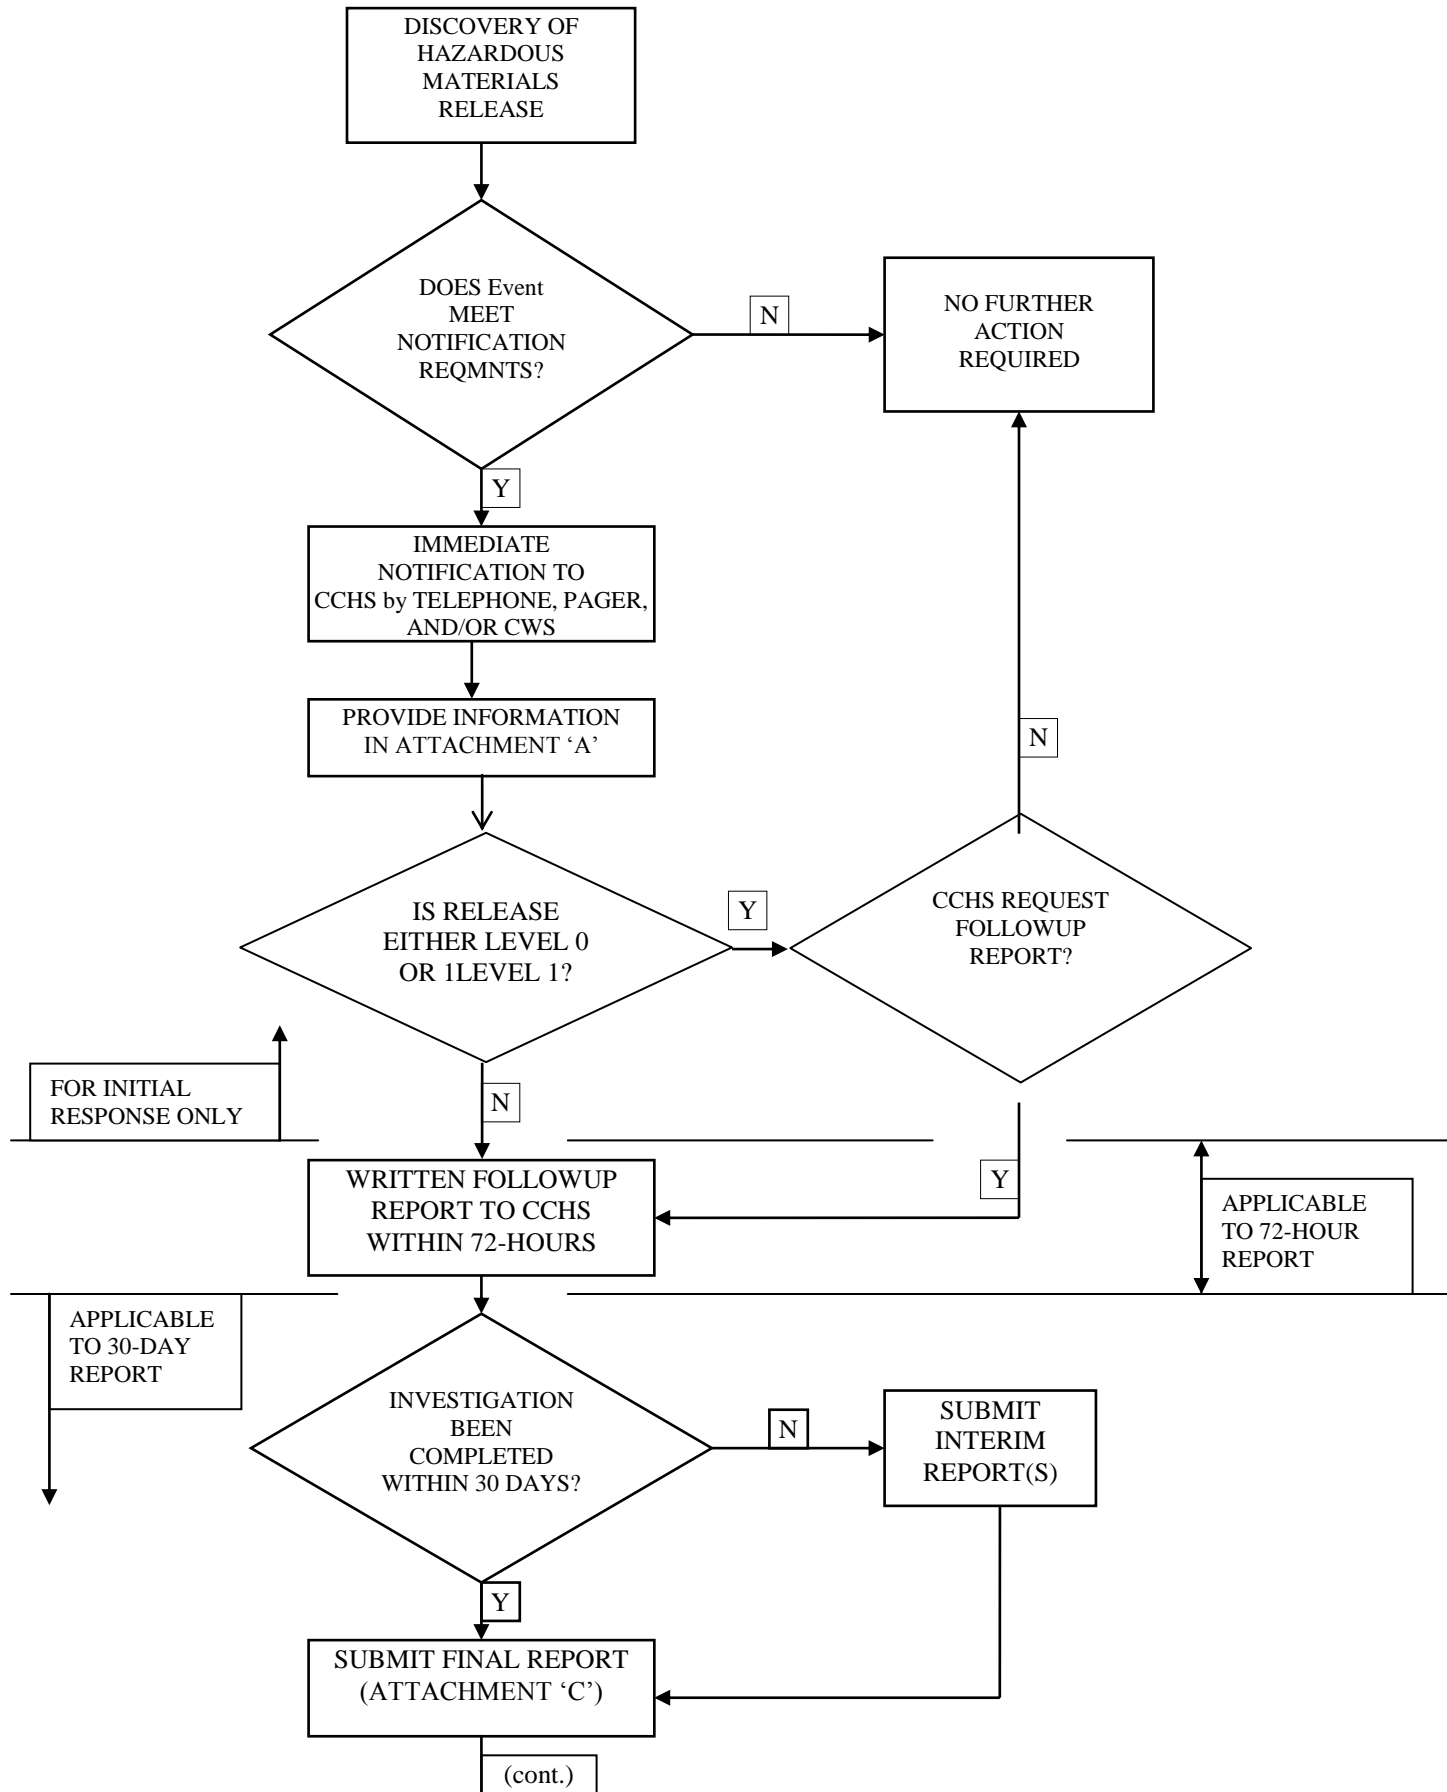 DISCOVERY OF
HAZARDOUS
MATERIALS
RELEASE
DOES Event
MEET
NOTIFICATION
REQMNTS?
N
NO FURTHER
ACTION
REQUIRED
Y
IMMEDIATE
NOTIFICATION TO
CCHS by TELEPHONE, PAGER,
AND/OR CWS
PROVIDE INFORMATION
IN ATTACHMENT ‘A’
N
IS RELEASE
EITHER LEVEL 0
OR 1LEVEL 1?
Y
CCHS REQUEST
FOLLOWUP
REPORT?
FOR INITIAL
RESPONSE ONLY
N
WRITTEN FOLLOWUP
REPORT TO CCHS
WITHIN 72-HOURS
Y
APPLICABLE
TO 72-HOUR
REPORT
APPLICABLE
TO 30-DAY
REPORT
INVESTIGATION
BEEN
COMPLETED
WITHIN 30 DAYS?
N
SUBMIT
INTERIM
REPORT(S)
Y
SUBMIT FINAL REPORT
(ATTACHMENT ‘C’)
(cont.)